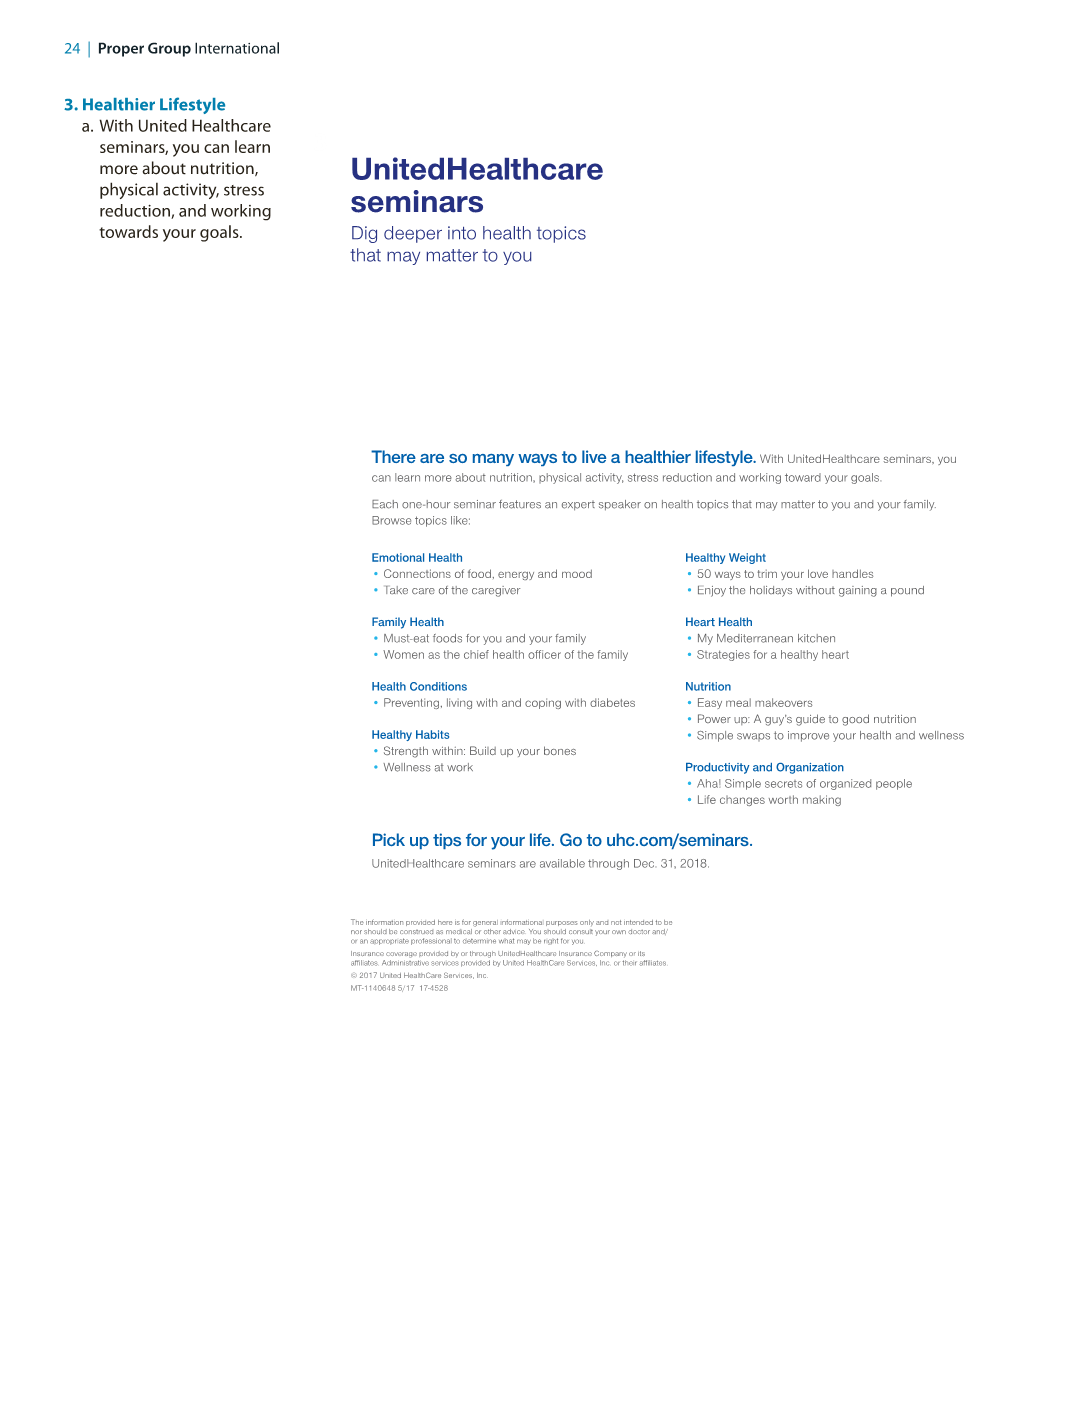 24 | Proper Group International
3. Healthier Lifestyle
a. With United Healthcare
seminars, you can learn
more about nutrition,
physical activity, stress
reduction, and working
towards your goals.
UnitedHealthcare
seminars
Dig deeper into health topics
that may matter to you
There are so many ways to live a healthier lifestyle. With UnitedHealthcare seminars, you
can learn more about nutrition, physical activity, stress reduction and working toward your goals.
Each one-hour seminar features an expert speaker on health topics that may matter to you and your family.
Browse topics like:
Emotional Health
• Connections of food, energy and mood
• Take care of the caregiver
Family Health
• Must-eat foods for you and your family
• Women as the chief health officer of the family
Health Conditions
• Preventing, living with and coping with diabetes
Healthy Habits
• Strength within: Build up your bones
• Wellness at work
Healthy Weight
• 50 ways to trim your love handles
• Enjoy the holidays without gaining a pound
Heart Health
• My Mediterranean kitchen
• Strategies for a healthy heart
Nutrition
• Easy meal makeovers
• Power up: A guy's guide to good nutrition
• Simple swaps to improve your health and wellness
Productivity and Organization
• Aha! Simple secrets of organized people
• Life changes worth making
Pick up tips for your life. Go to uhc.com/seminars.
UnitedHealthcare seminars are available through Dec. 31, 2018.
The information provided here is for general informational purposes only and not intended to be
nor should be construed as medical or other advice. You should consult your own doctor and/
or an appropriate professional to determine what may be right for you.
Insurance coverage provided by or through UnitedHealthcare Insurance Company or its
affiliates. Administrative services provided by United HealthCare Services, Inc. or their affiliates.
© 2017 United HealthCare Services, Inc.
MT-1140648 5/17 17-4528